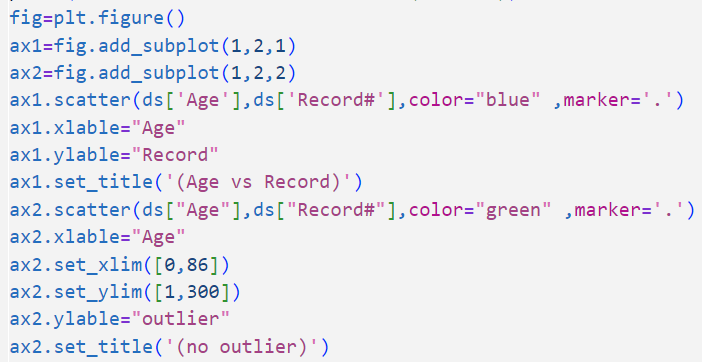 fig=plt.figure()
ax1=fig.add_subplot(1,2,1)
ax2=fig.add_subplot(1,2,2)
ax1.scatter(ds['Age'],ds['Record#'],color="blue" ,marker='.')
ax1.xlable="Age"
ax1.ylable="Record"
ax1.set_title('(Age vs Record)')
ax2.scatter(ds["Age"],ds["Record#"],color="green" ,marker='.')
ax2.xlable="Age"
ax2.set_xlim([0,86])
ax2.set_ylim([1,300])
ax2.ylable="outlier"
ax2.set_title('(no outlier)')